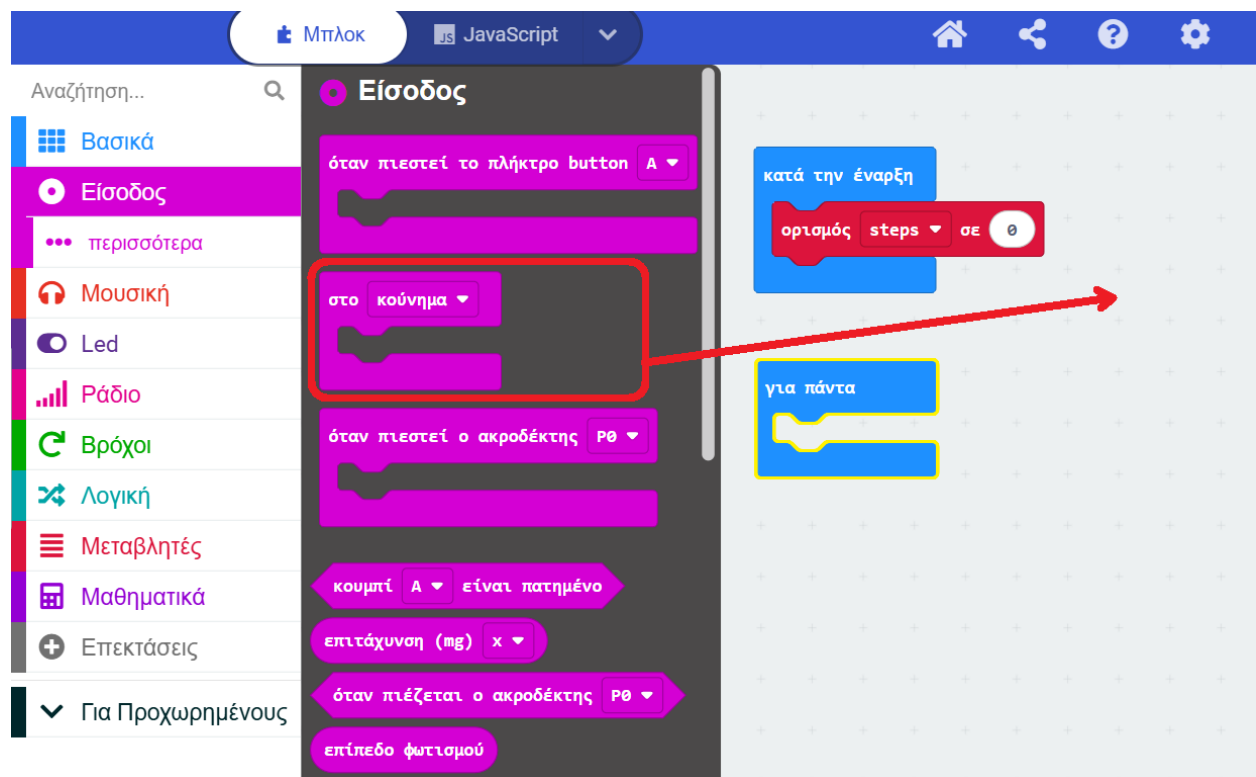 Μπλοκ
JS JavaScript
Αναζήτηση...
Βασικά
Είσοδος
περισσότερα
Μουσική
Led
Ράδιο
Βρόχοι
Λογική
Μεταβλητές
Μαθηματικά
Επεκτάσεις
Για Προχωρημένους
Είσοδος
όταν πιεστεί το πλήκτρο button A
στο κούνημα
όταν πιεστεί ο ακροδέκτης P0
κουμπί A είναι πατημένο
επιτάχυνση (mg) x
όταν πιέζεται ο ακροδέκτης P0
επίπεδο φωτισμού
κατά την έναρξη
ορισμός steps σε 0
για πάντα